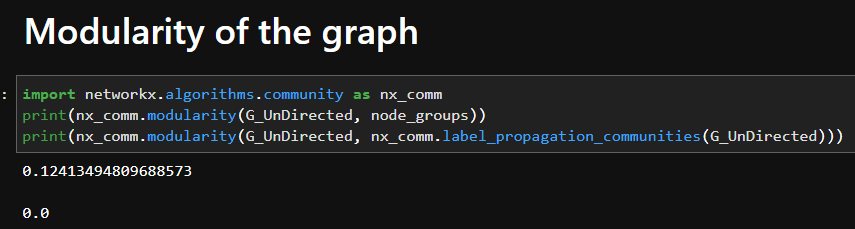 Modularity of the graph
: import networkx.algorithms.community as nx_comm
print(nx_comm.modularity(G_UnDirected, node_groups))
print(nx_comm.modularity(G_UnDirected, nx_comm.label_propagation_communities(G_UnDirected)))
0.12413494809688573
0.0